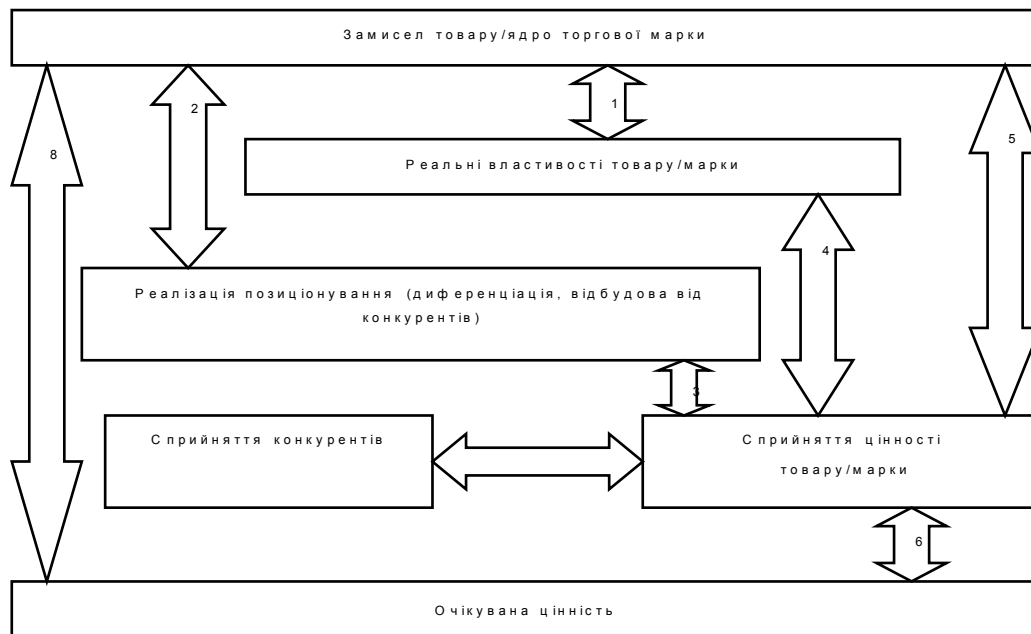 Замисел товару/ядро торгової марки
2
1
8
5
Реальні властивості товару/марки
4
Реалізація позиціонування (диференціація, відбудова від
конкурентів)
3
Сприйняття конкурентів
Сприйняття цінності
товару/марки
6
Очікувана цінність